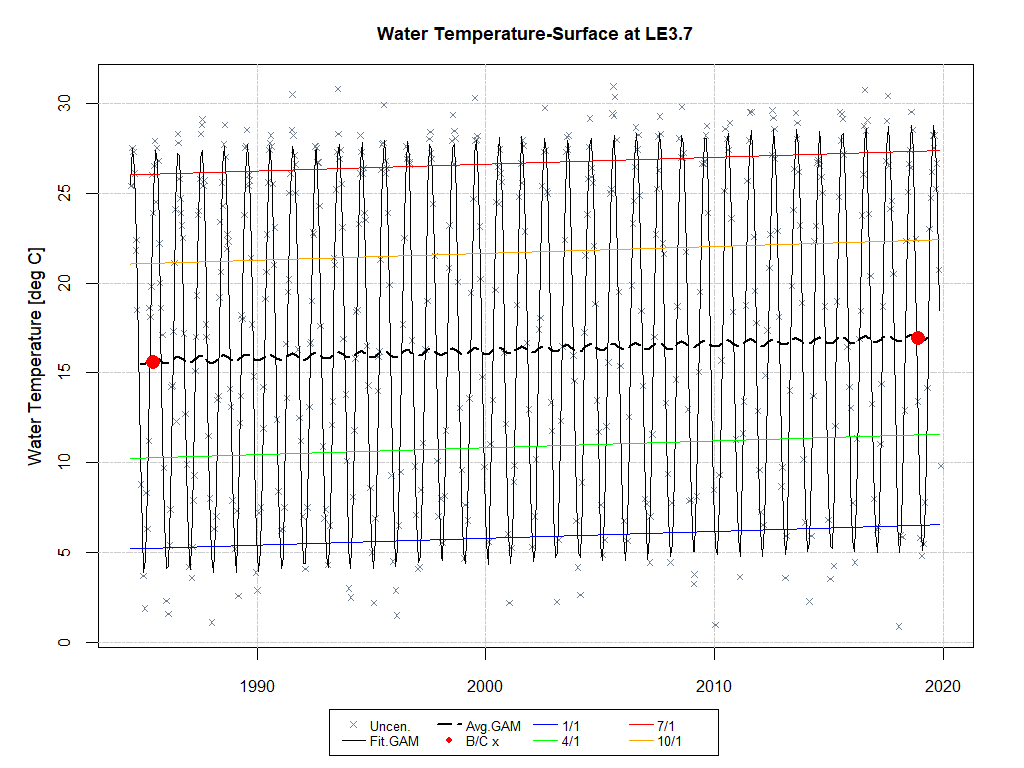 Water Temperature-Surface at LE3.7
Water Temperature [deg C]
30
25
20
15
10
5
0
1990 2000 2010 2020
Uncen. Avg.GAM 1/1 7/1
Fit.GAM B/C x 4/1 10/1